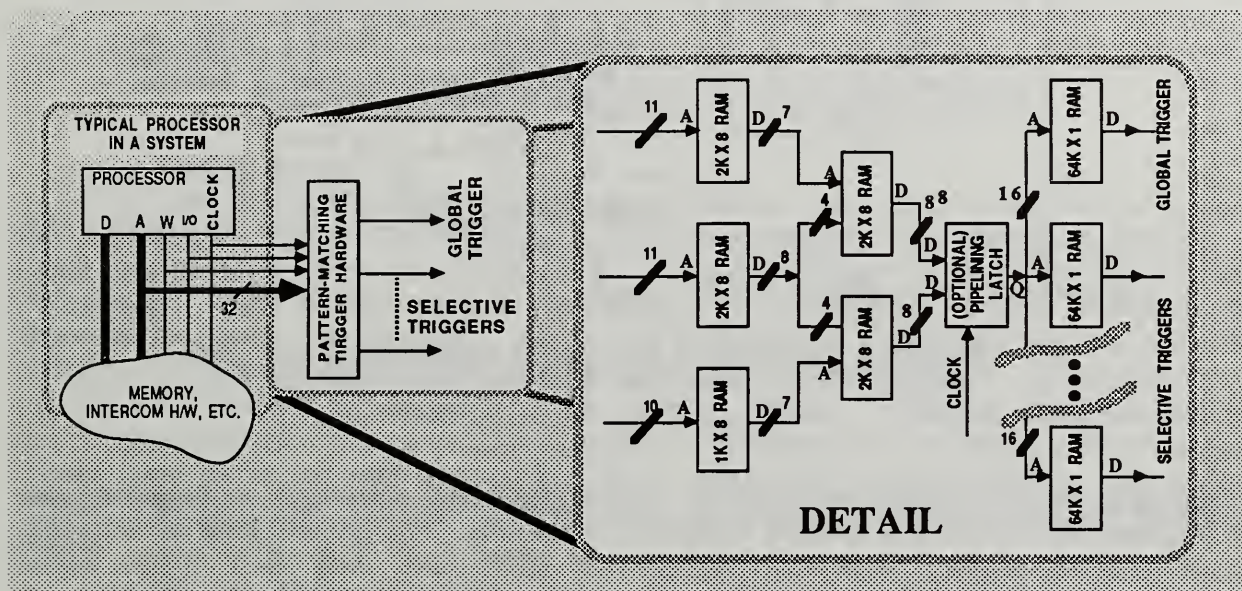 TYPICAL PROCESSOR
IN A SYSTEM
PROCESSOR
D A W I/O CLOCK
32
MEMORY,
INTERCOM H/W, ETC.
PATTERN-MATCHING
TIRGGER HARDWARE
GLOBAL
TRIGGER
SELECTIVE
TRIGGERS
11
A
2K X 8 RAM
D
7
11
A
2K X 8 RAM
D
8
10
A
1K X 8 RAM
D
7
A
4
2K X 8 RAM
D
8 8
4
A
2K X 8 RAM
D
8
D
D
(OPTIONAL)
PIPELINING
LATCH
Q
CLOCK
16
A
64K X 1 RAM
D
GLOBAL TRIGGER
A
64K X 1 RAM
D
16
A
64K X 1 RAM
D
SELECTIVE TRIGGERS
DETAIL